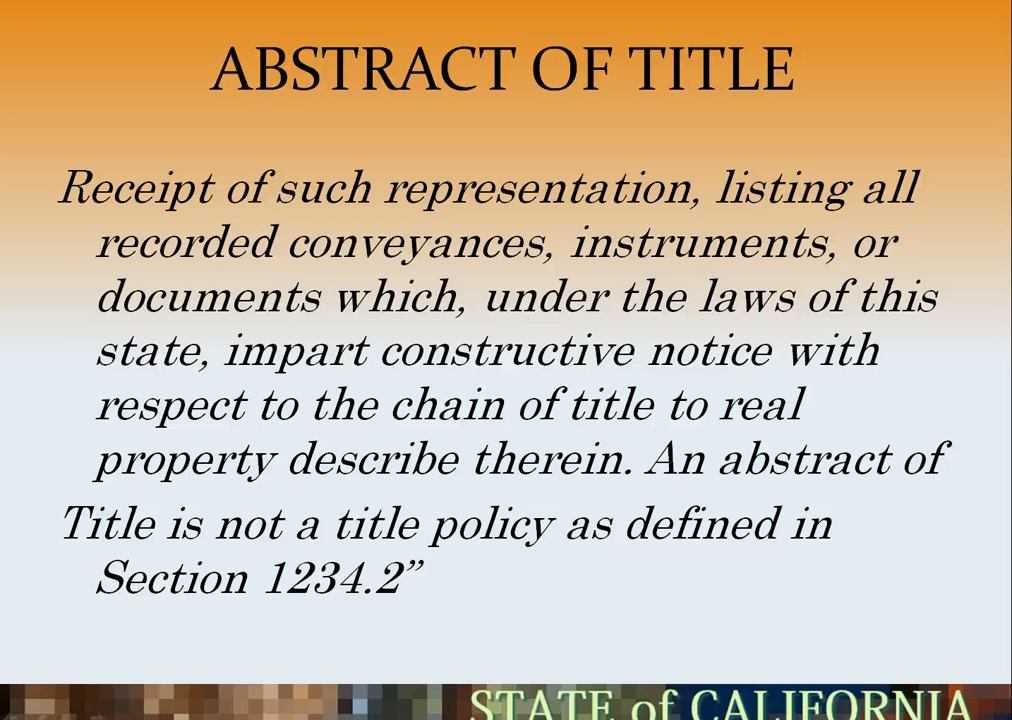 ABSTRACT OF TITLE
Receipt of such representation, listing all
recorded conveyances, instruments, or
documents which, under the laws of this
state, impart constructive notice with
respect to the chain of title to real
property describe therein. An abstract of
Title is not a title policy as defined in
Section 1234.2”
STATE of CALIFORNIA